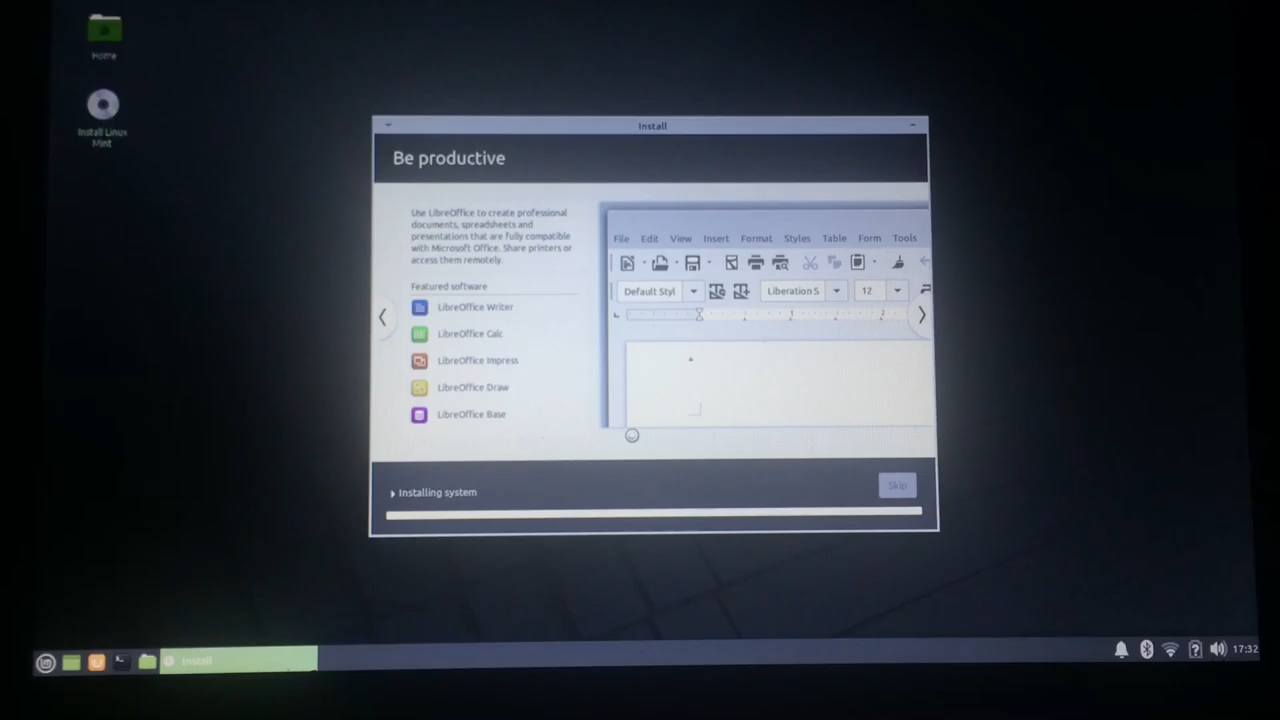 Home
Install Linux
Mint
Install
Be productive
Use LibreOffice to create professional
documents, spreadsheets and
presentations that are fully compatible
with Microsoft Office. Share printers or
access them remotely.
Featured software
LibreOffice Writer
LibreOffice Calc
LibreOffice Impress
LibreOffice Draw
LibreOffice Base
File Edit View Insert Format Styles Table Form Tools
Default Styl Liberation S 12
Installing system
Skip
Install
17:32